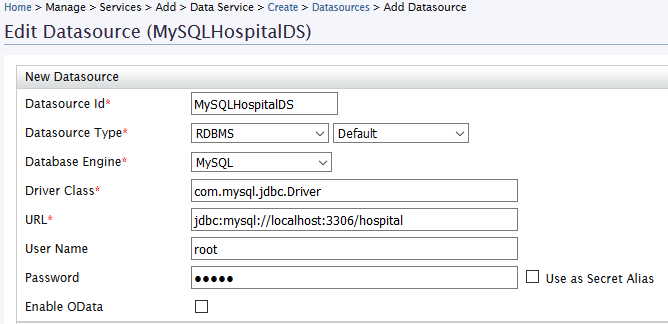 Home > Manage > Services > Add > Data Service > Create > Datasources > Add Datasource
Edit Datasource (MySQLHospitalDS)
New Datasource
Datasource Id* MySQLHospitalDS
Datasource Type* RDBMS Default
Database Engine* MySQL
Driver Class* com.mysql.jdbc.Driver
URL* jdbc:mysql://localhost:3306/hospital
User Name root
Password ●●●●● Use as Secret Alias
Enable OData